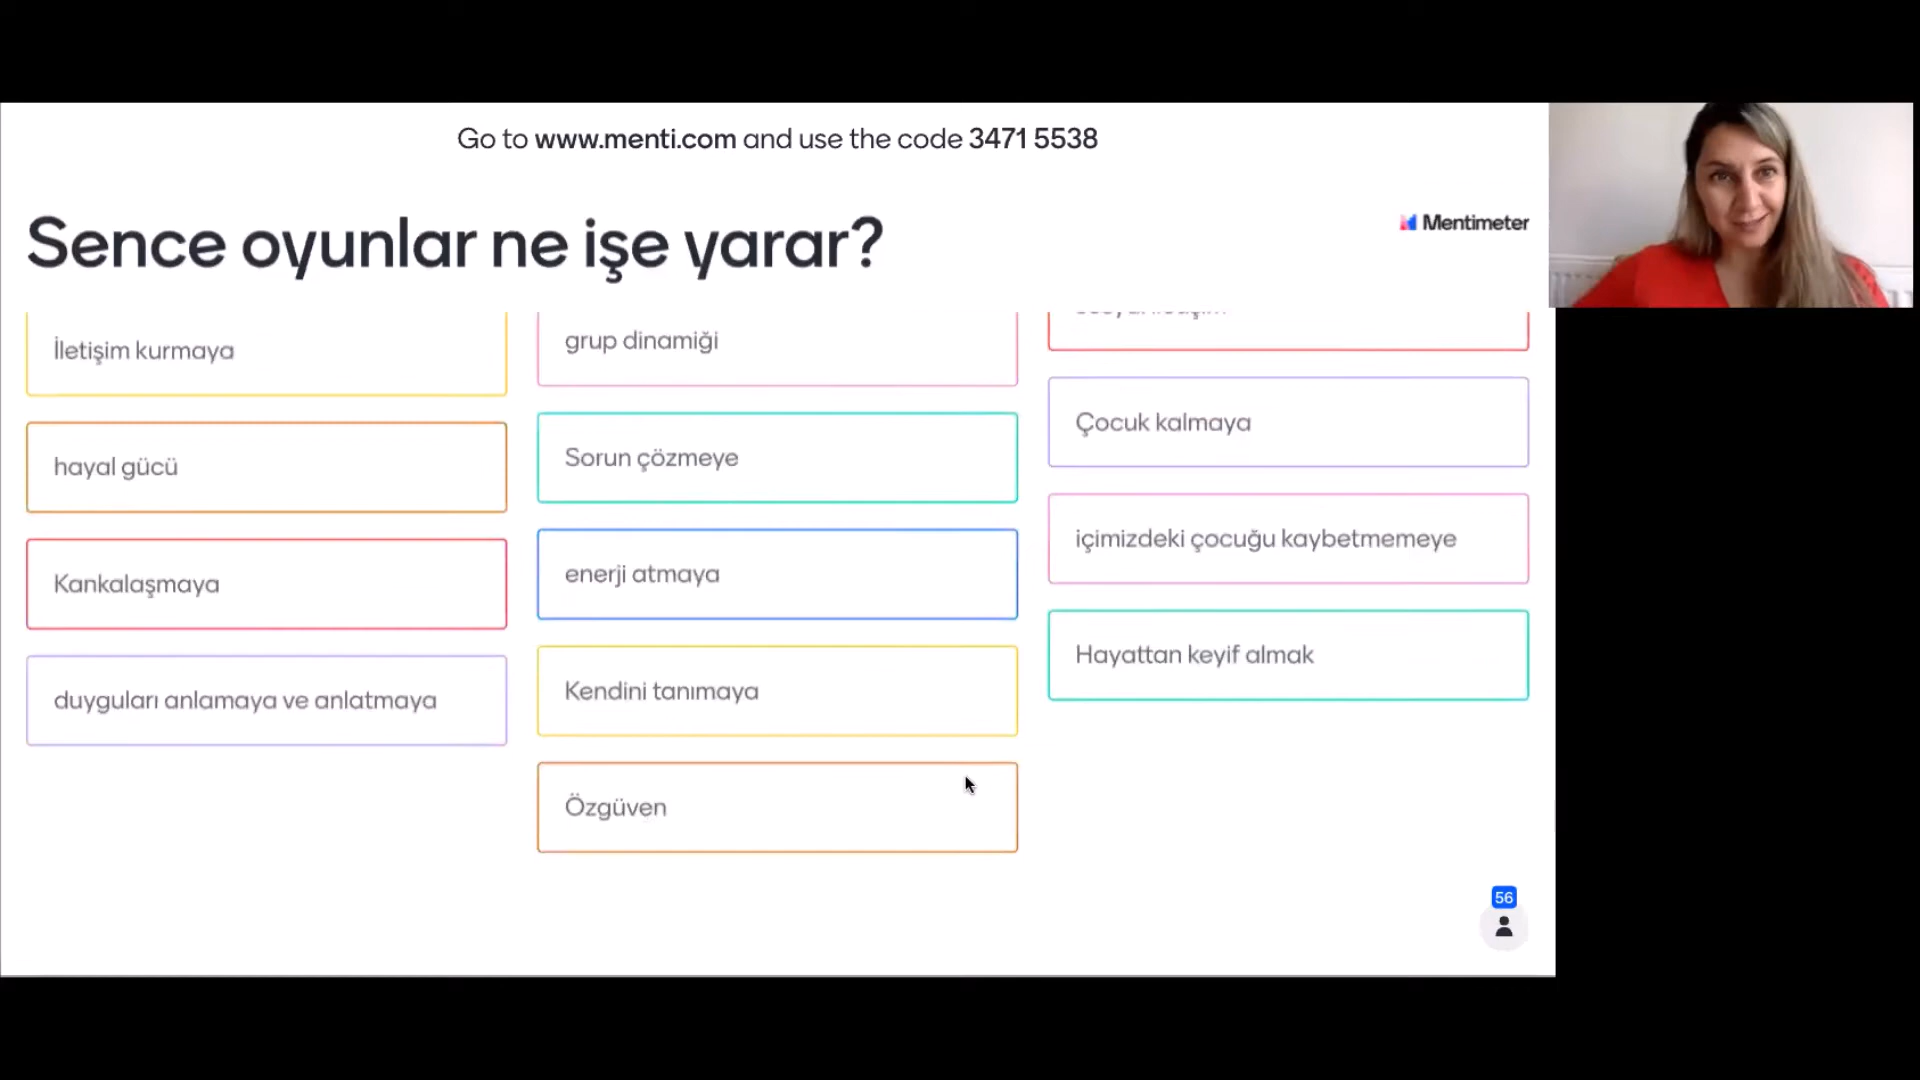 Go to www.menti.com and use the code 3471 5538
Sence oyunlar ne işe yarar?
Mentimeter
İletişim kurmaya
hayal gücü
Kankalaşmaya
duyguları anlamaya ve anlatmaya
grup dinamiği
Sorun çözmeye
enerji atmaya
Kendini tanımaya
Özgüven
Çocuk kalmaya
içimizdeki çocuğu kaybetmemeye
Hayattan keyif almak
56